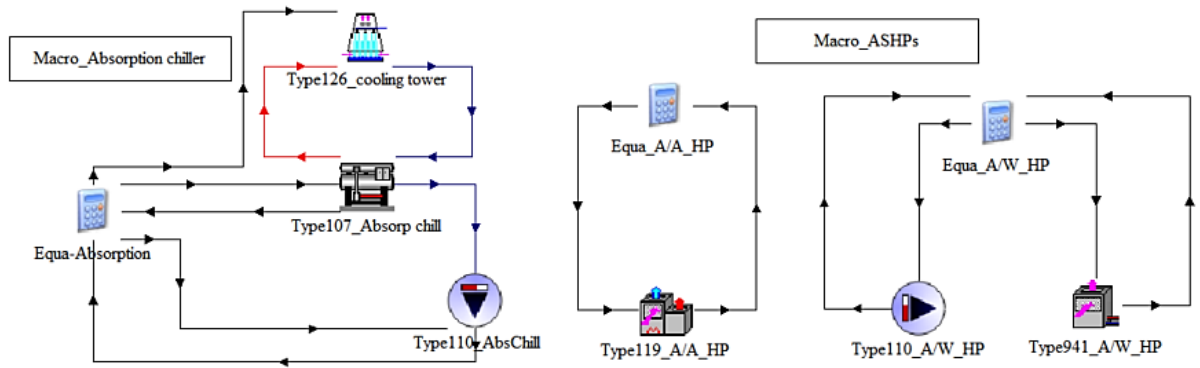 Macro_Absorption chiller
Type126_cooling tower
Type107_Absorp chill
Equa-Absorption
Type110_AbsChill
Macro_ASHPs
Equa_A/A_HP
Type119_A/A_HP
Equa_A/W_HP
Type110_A/W_HP
Type941_A/W_HP